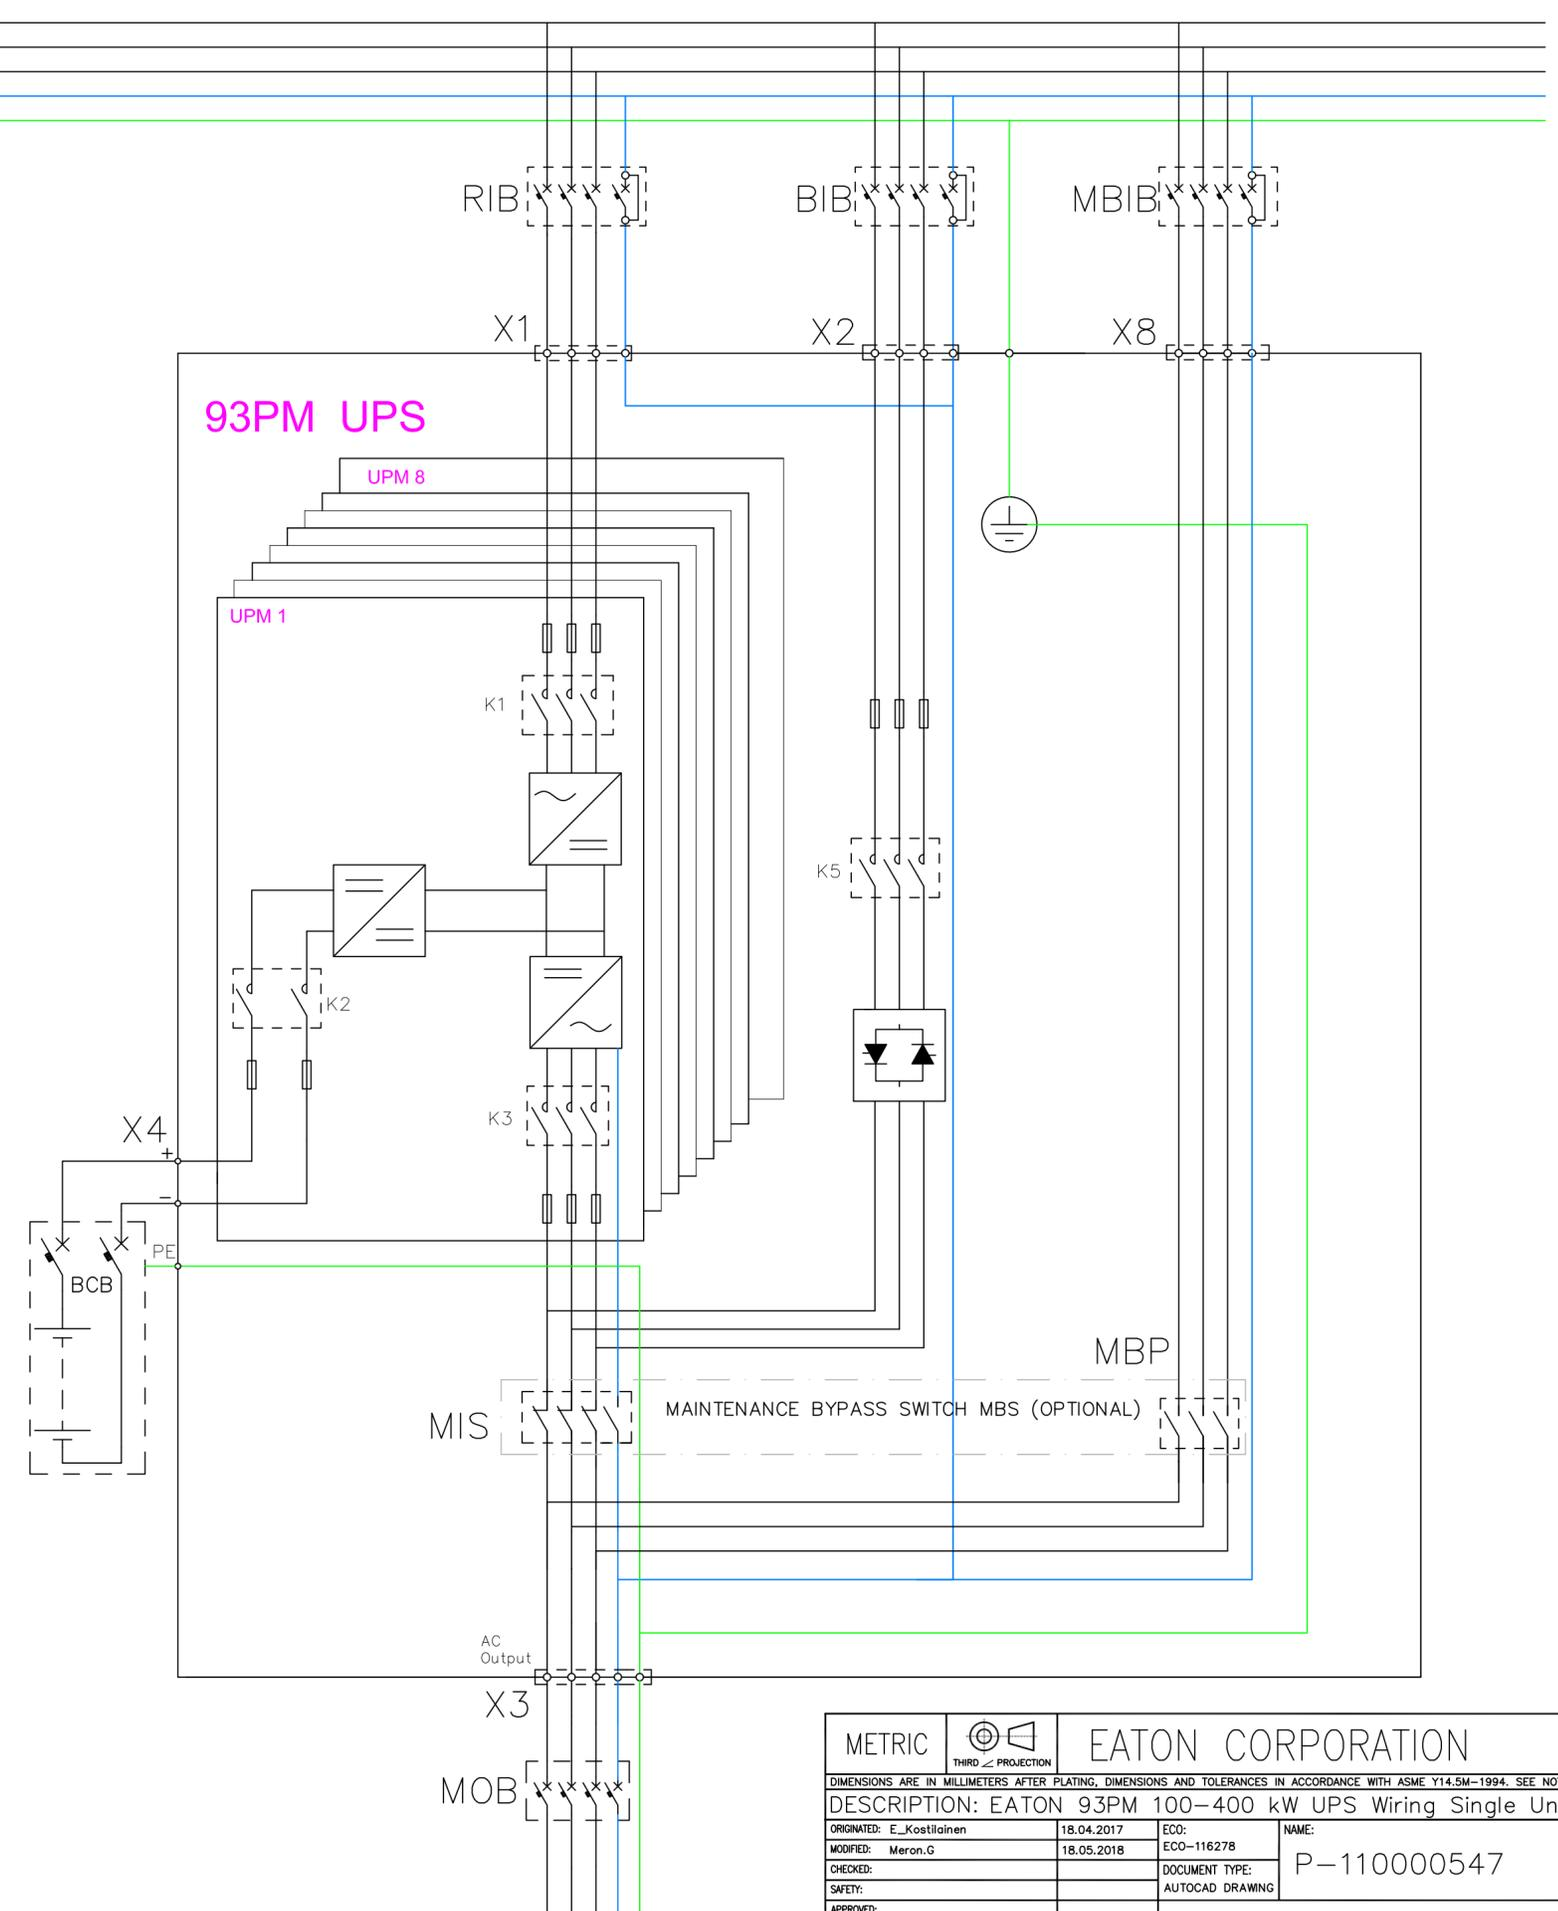 RIB
BIB
MBIB
X1
X2
X8
93PM UPS
UPM 8
UPM 1
K1
K5
K2
K3
X4
+
−
PE
BCB
MBP
MIS
MAINTENANCE BYPASS SWITCH MBS (OPTIONAL)
AC
Output
X3
MOB
METRIC
THIRD PROJECTION
EATON CORPORATION
DIMENSIONS ARE IN MILLIMETERS AFTER PLATING, DIMENSIONS AND TOLERANCES IN ACCORDANCE WITH ASME Y14.5M-1994. SEE NO
DESCRIPTION: EATON 93PM 100-400 kW UPS Wiring Single Un
ORIGINATED: E_Kostilainen 18.04.2017
ECO:
ECO-116278
NAME:
P-110000547
MODIFIED: Meron.G 18.05.2018
CHECKED:
DOCUMENT TYPE:
AUTOCAD DRAWING
SAFETY:
APPROVED: